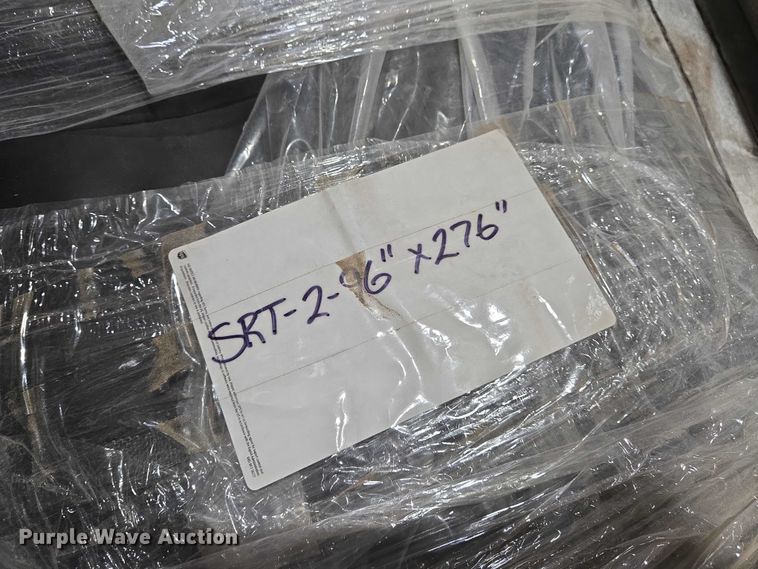 SRT-2-96" x276"
Purple Wave Auction